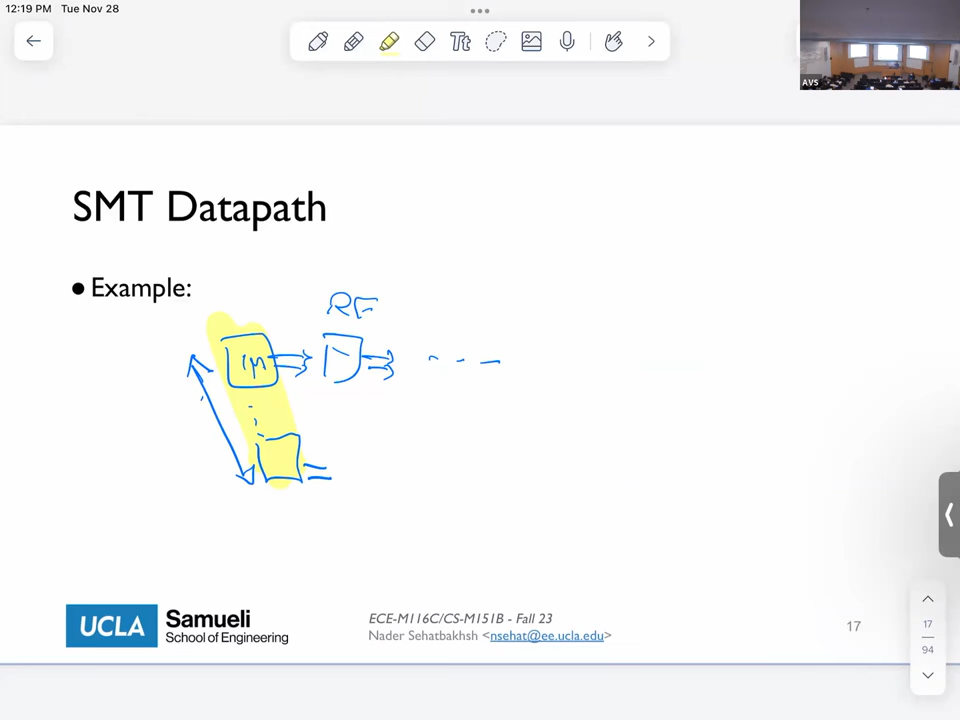 12:19 PM Tue Nov 28
AVS
SMT Datapath
• Example:
RF
UCLA Samueli School of Engineering
ECE-M116C/CS-M151B - Fall 23
Nader Sehatbakhsh <nsehat@ee.ucla.edu>
17
17
94